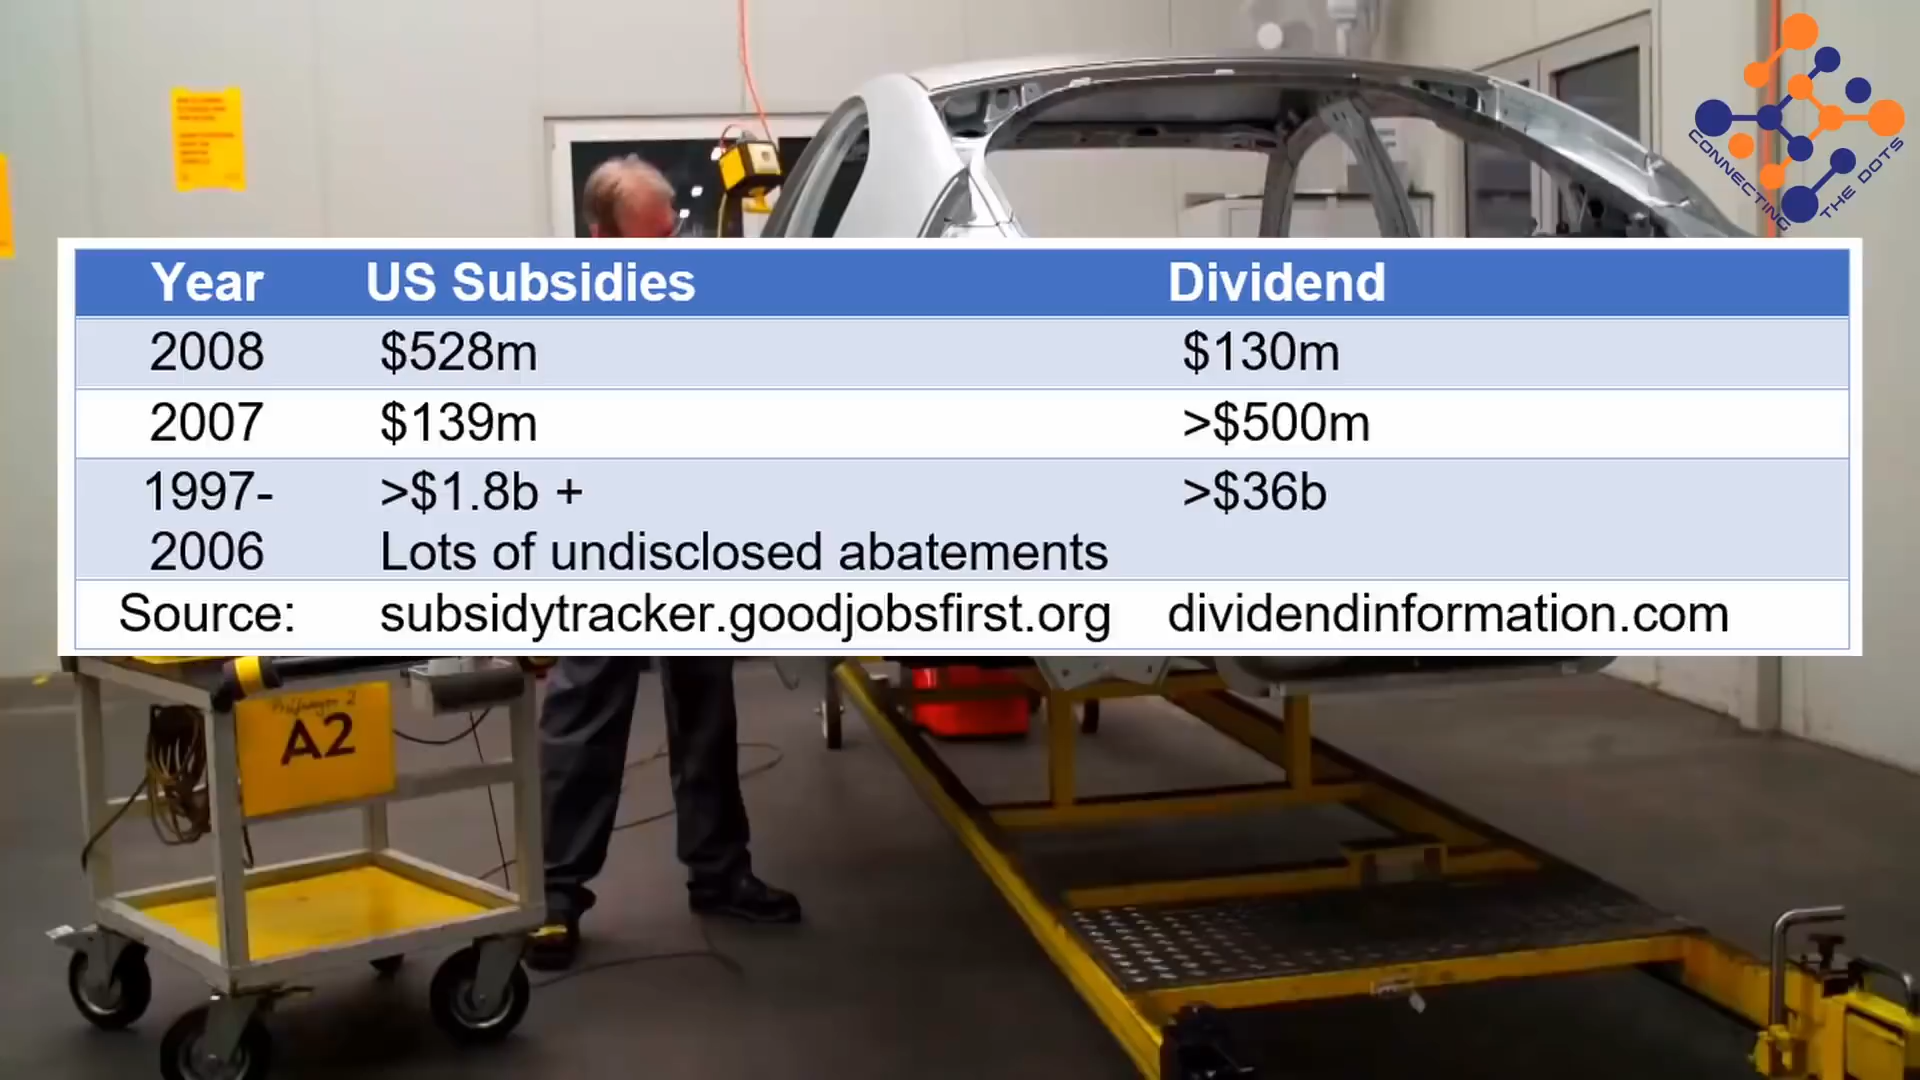 CONNECTING THE DOTS
Year US Subsidies Dividend
2008 $528m $130m
2007 $139m >$500m
1997- >$1.8b + >$36b
2006 Lots of undisclosed abatements
Source: subsidytracker.goodjobsfirst.org dividendinformation.com
A2